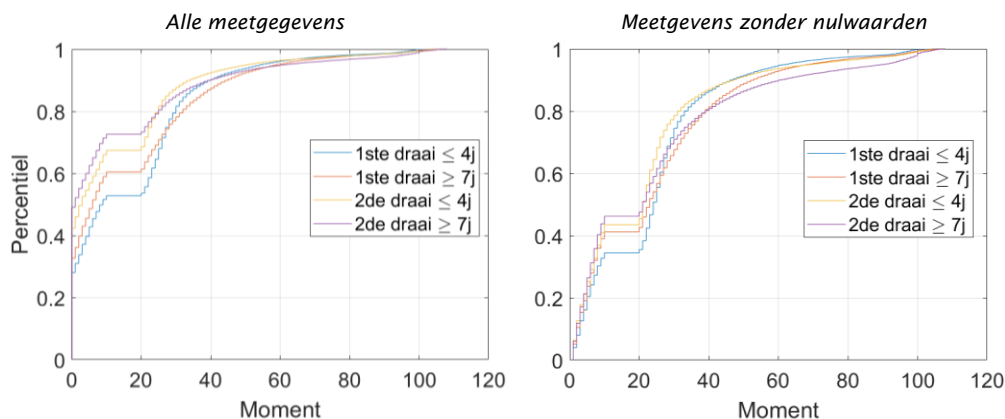 Alle meetgegevens
1
0.8
0.6
0.4
0.2
0
Percentiel
0 20 40 60 80 100 120
Moment
1ste draai ≤ 4j
1ste draai ≥ 7j
2de draai ≤ 4j
2de draai ≥ 7j
Meetgevens zonder nulwaarden
1
0.8
0.6
0.4
0.2
0
0 20 40 60 80 100 120
Moment
1ste draai ≤ 4j
1ste draai ≥ 7j
2de draai ≤ 4j
2de draai ≥ 7j